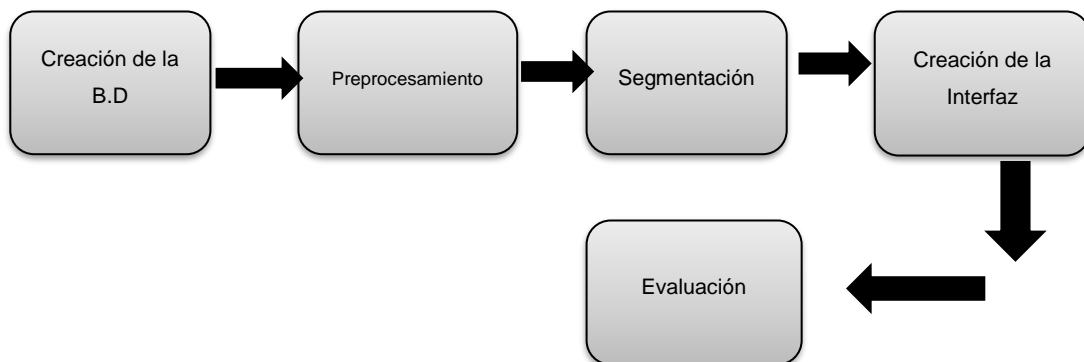 Creación de la
B.D
Preprocesamiento
Segmentación
Creación de la
Interfaz
Evaluación